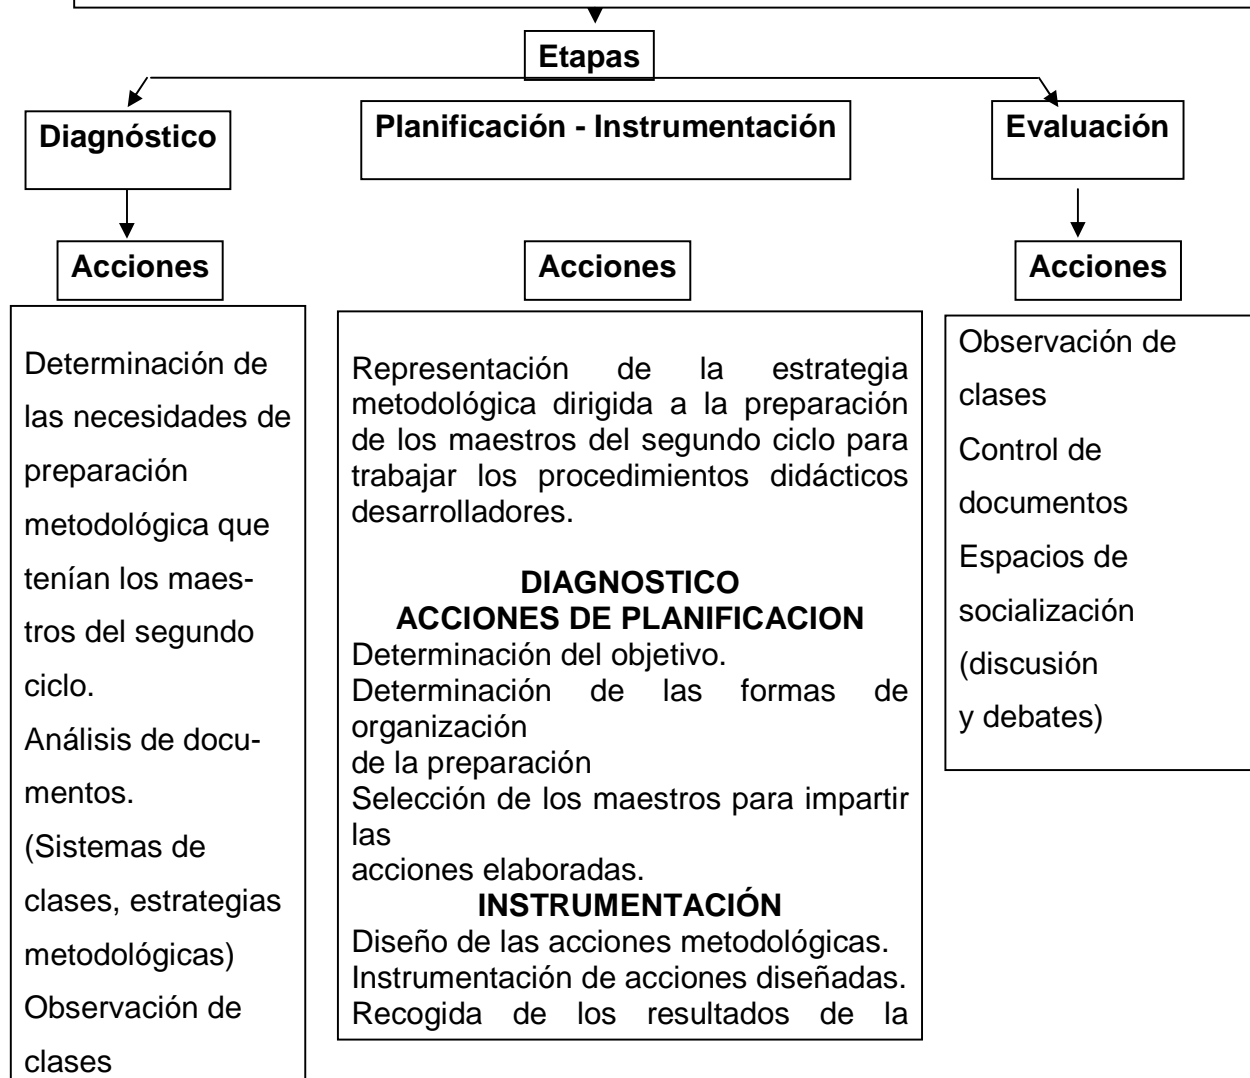 Etapas
Diagnóstico
Planificación - Instrumentación
Evaluación
Acciones
Acciones
Acciones
Determinación de
las necesidades de
preparación
metodológica que
tenían los maes-
tros del segundo
ciclo.
Análisis de docu-
mentos.
(Sistemas de
clases, estrategias
metodológicas)
Observación de
clases
Representación de la estrategia
metodológica dirigida a la preparación
de los maestros del segundo ciclo para
trabajar los procedimientos didácticos
desarrolladores.
DIAGNOSTICO
ACCIONES DE PLANIFICACION
Determinación del objetivo.
Determinación de las formas de
organización
de la preparación
Selección de los maestros para impartir
las
acciones elaboradas.
INSTRUMENTACIÓN
Diseño de las acciones metodológicas.
Instrumentación de acciones diseñadas.
Recogida de los resultados de la
Observación de
clases
Control de
documentos
Espacios de
socialización
(discusión
y debates)